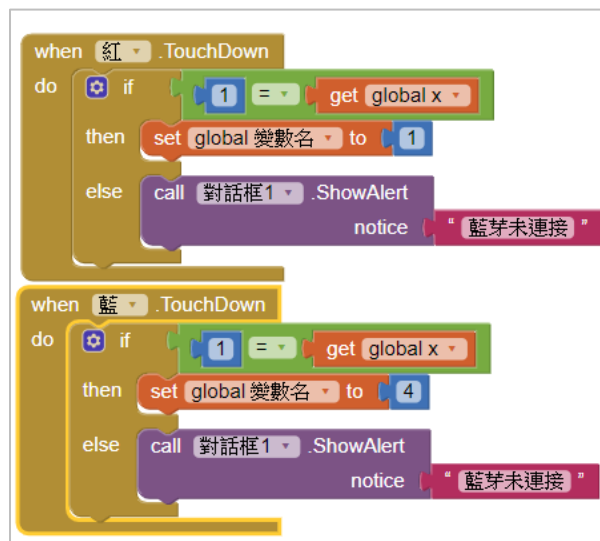 when 紅 .TouchDown
do if 1 = get global x
then set global 變數名 to 1
else call 對話框1 .ShowAlert
notice " 藍芽未連接 "
when 藍 .TouchDown
do if 1 = get global x
then set global 變數名 to 4
else call 對話框1 .ShowAlert
notice " 藍芽未連接 "